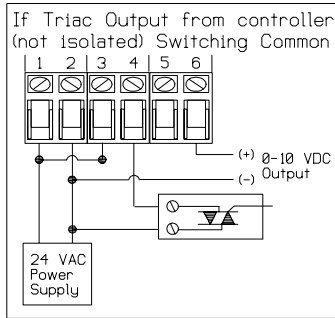 If Triac Output from controller
(not isolated) Switching Common
1 2 3 4 5 6
(+) 0-10 VDC
(-) Output
24 VAC
Power
Supply